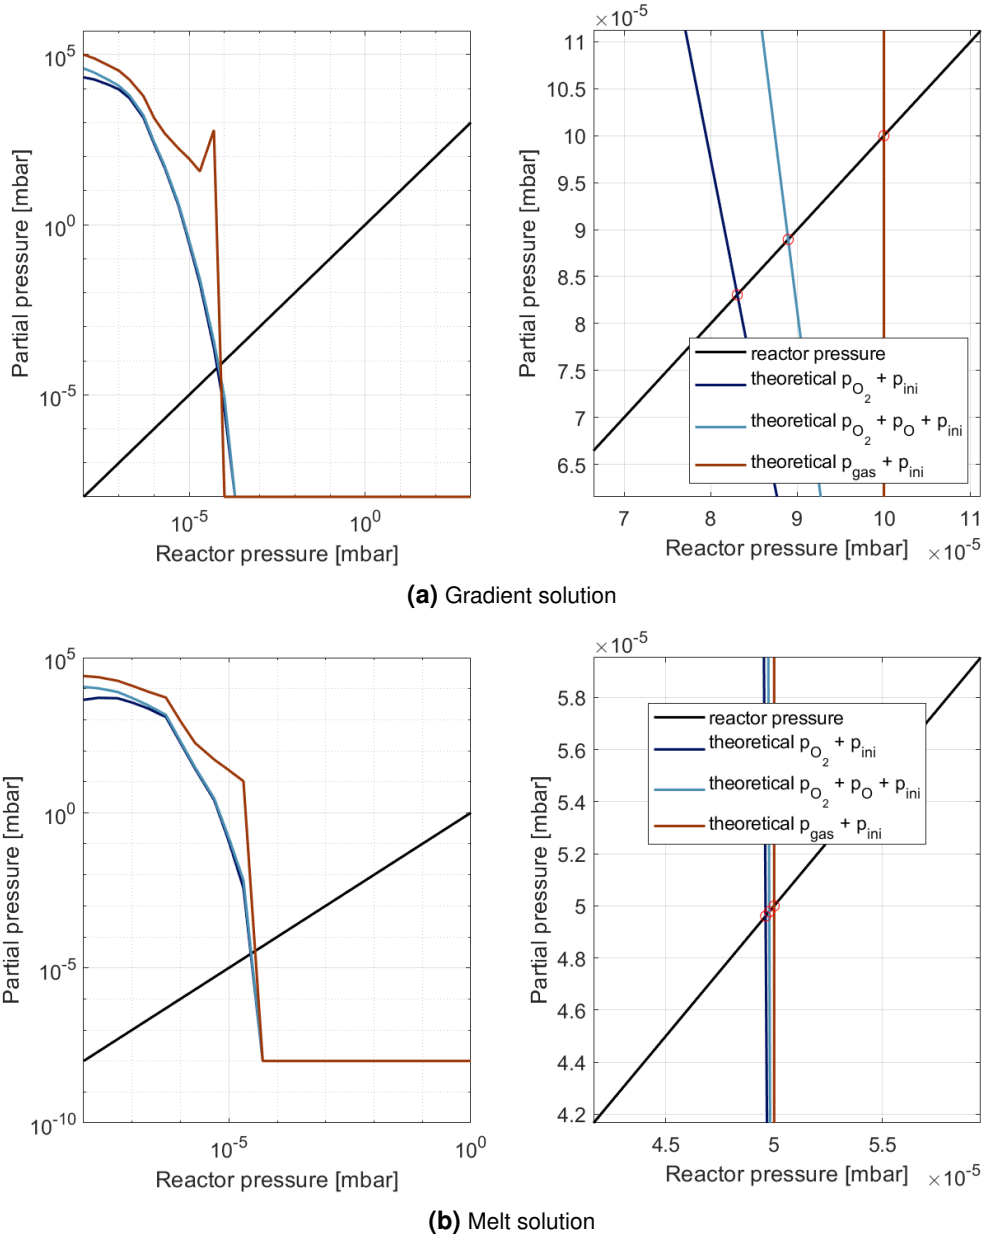 10^5
10^0
10^-5
10^-5
10^0
Partial pressure [mbar]
Reactor pressure [mbar]
×10^-5
11
10.5
10
9.5
9
8.5
8
7.5
7
6.5
7
8
9
10
11
Partial pressure [mbar]
Reactor pressure [mbar]
×10^-5
reactor pressure
theoretical p_O_2 + p_ini
theoretical p_O_2 + p_O + p_ini
theoretical p_gas + p_ini
(a) Gradient solution
10^5
10^0
10^-5
10^-10
10^-5
10^0
Partial pressure [mbar]
Reactor pressure [mbar]
×10^-5
5.8
5.6
5.4
5.2
5
4.8
4.6
4.4
4.2
4.5
5
5.5
Partial pressure [mbar]
Reactor pressure [mbar]
×10^-5
reactor pressure
theoretical p_O_2 + p_ini
theoretical p_O_2 + p_O + p_ini
theoretical p_gas + p_ini
(b) Melt solution